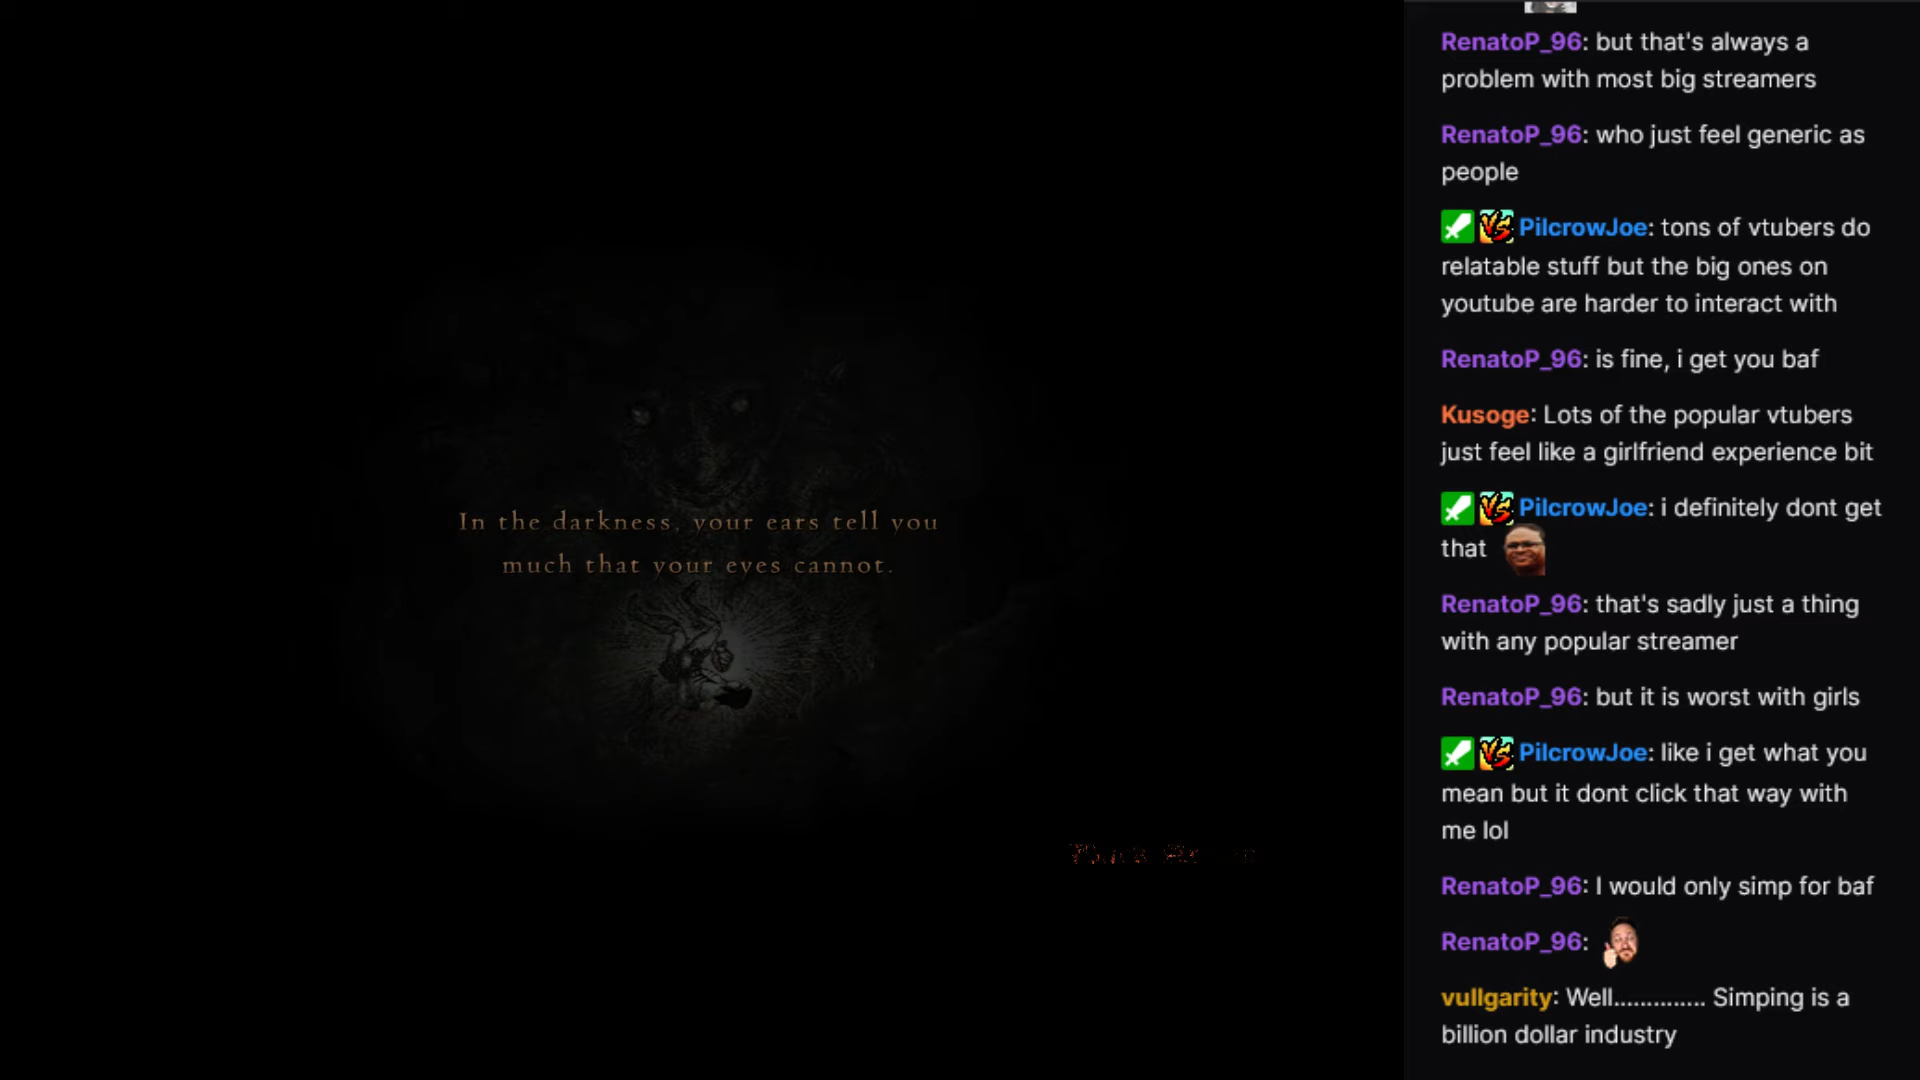 In the darkness, your ears tell you
much that your eyes cannot.
RenatoP_96: but that's always a
problem with most big streamers
RenatoP_96: who just feel generic as
people
PilcrowJoe: tons of vtubers do
relatable stuff but the big ones on
youtube are harder to interact with
RenatoP_96: is fine, i get you baf
Kusoge: Lots of the popular vtubers
just feel like a girlfriend experience bit
PilcrowJoe: i definitely dont get
that
RenatoP_96: that's sadly just a thing
with any popular streamer
RenatoP_96: but it is worst with girls
PilcrowJoe: like i get what you
mean but it dont click that way with
me lol
RenatoP_96: I would only simp for baf
RenatoP_96:
vullgarity: Well.............. Simping is a
billion dollar industry